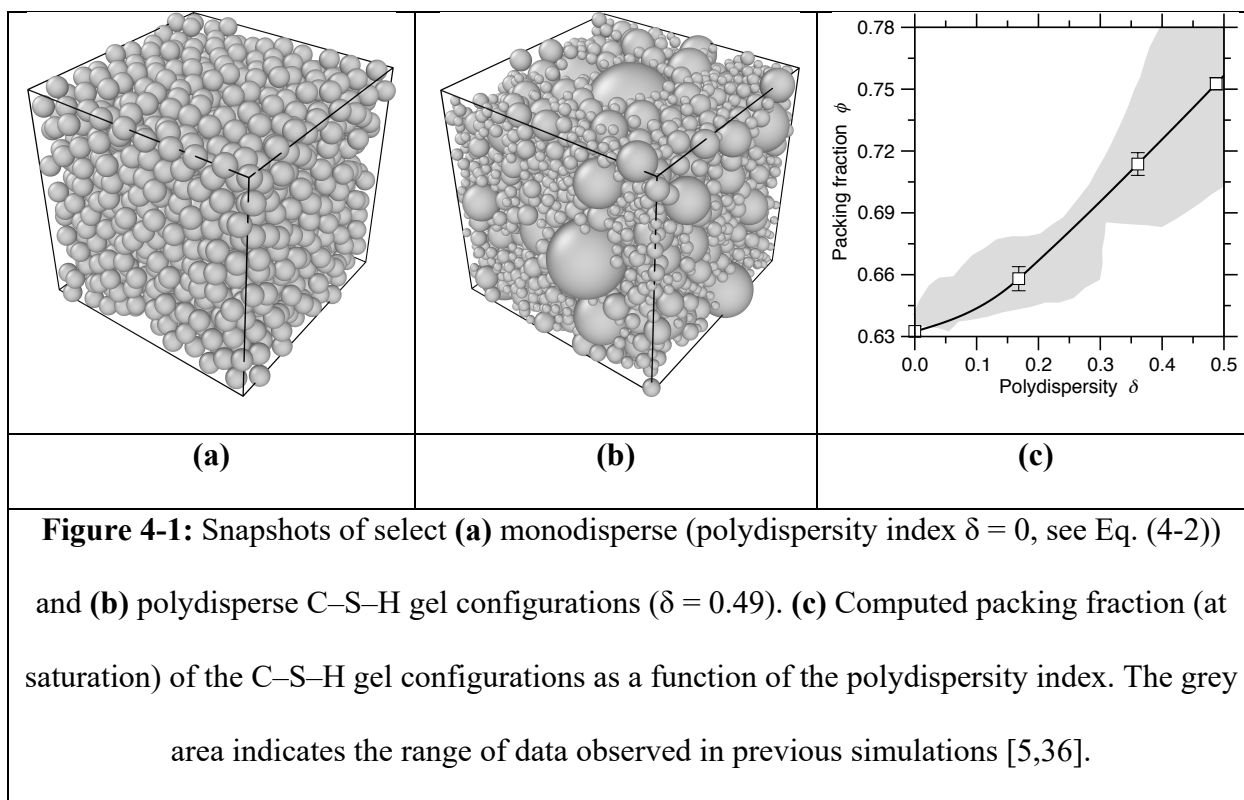 0.78
0.75
0.72
0.69
0.66
0.63
Packing fraction ϕ
0.0 0.1 0.2 0.3 0.4 0.5
Polydispersity δ
(a) (b) (c)
Figure 4-1: Snapshots of select (a) monodisperse (polydispersity index δ = 0, see Eq. (4-2))
and (b) polydisperse C–S–H gel configurations (δ = 0.49). (c) Computed packing fraction (at
saturation) of the C–S–H gel configurations as a function of the polydispersity index. The grey
area indicates the range of data observed in previous simulations [5,36].